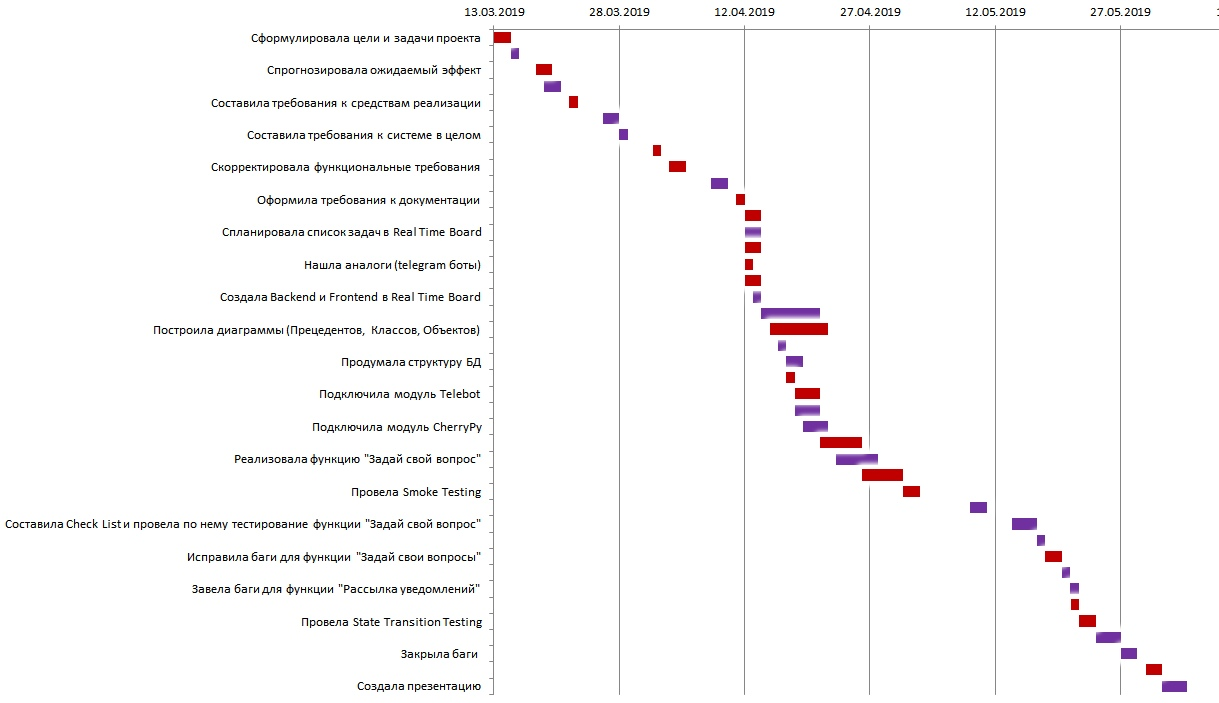 13.03.2019 28.03.2019 12.04.2019 27.04.2019 12.05.2019 27.05.2019
Сформулировала цели и задачи проекта
Спрогнозировала ожидаемый эффект
Составила требования к средствам реализации
Составила требования к системе в целом
Скорректировала функциональные требования
Оформила требования к документации
Спланировала список задач в Real Time Board
Нашла аналоги (telegram боты)
Создала Backend и Frontend в Real Time Board
Построила диаграммы (Прецедентов, Классов, Объектов)
Продумала структуру БД
Подключила модуль Telebot
Подключила модуль CherryPy
Реализовала функцию "Задай свой вопрос"
Провела Smoke Testing
Составила Check List и провела по нему тестирование функции "Задай свой вопрос"
Исправила баги для функции "Задай свои вопросы"
Завела баги для функции "Рассылка уведомлений"
Провела State Transition Testing
Закрыла баги
Создала презентацию